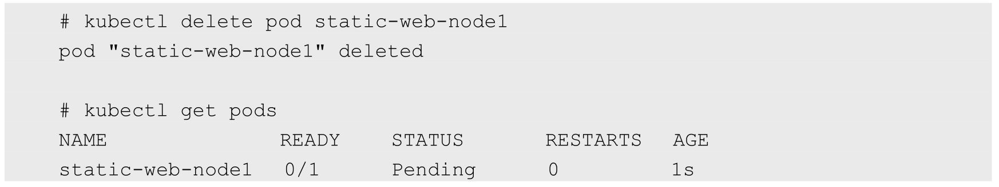 # kubectl delete pod static-web-node1
pod "static-web-node1" deleted
# kubectl get pods
NAME READY STATUS RESTARTS AGE
static-web-node1 0/1 Pending 0 1s